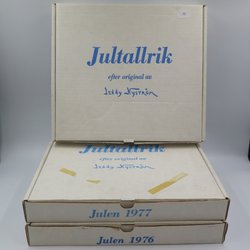 Jultallrik
efter original av
Jenny Nyström
Jultallrik
efter original av
Jenny Nyström
Julen 1977
Julen 1976